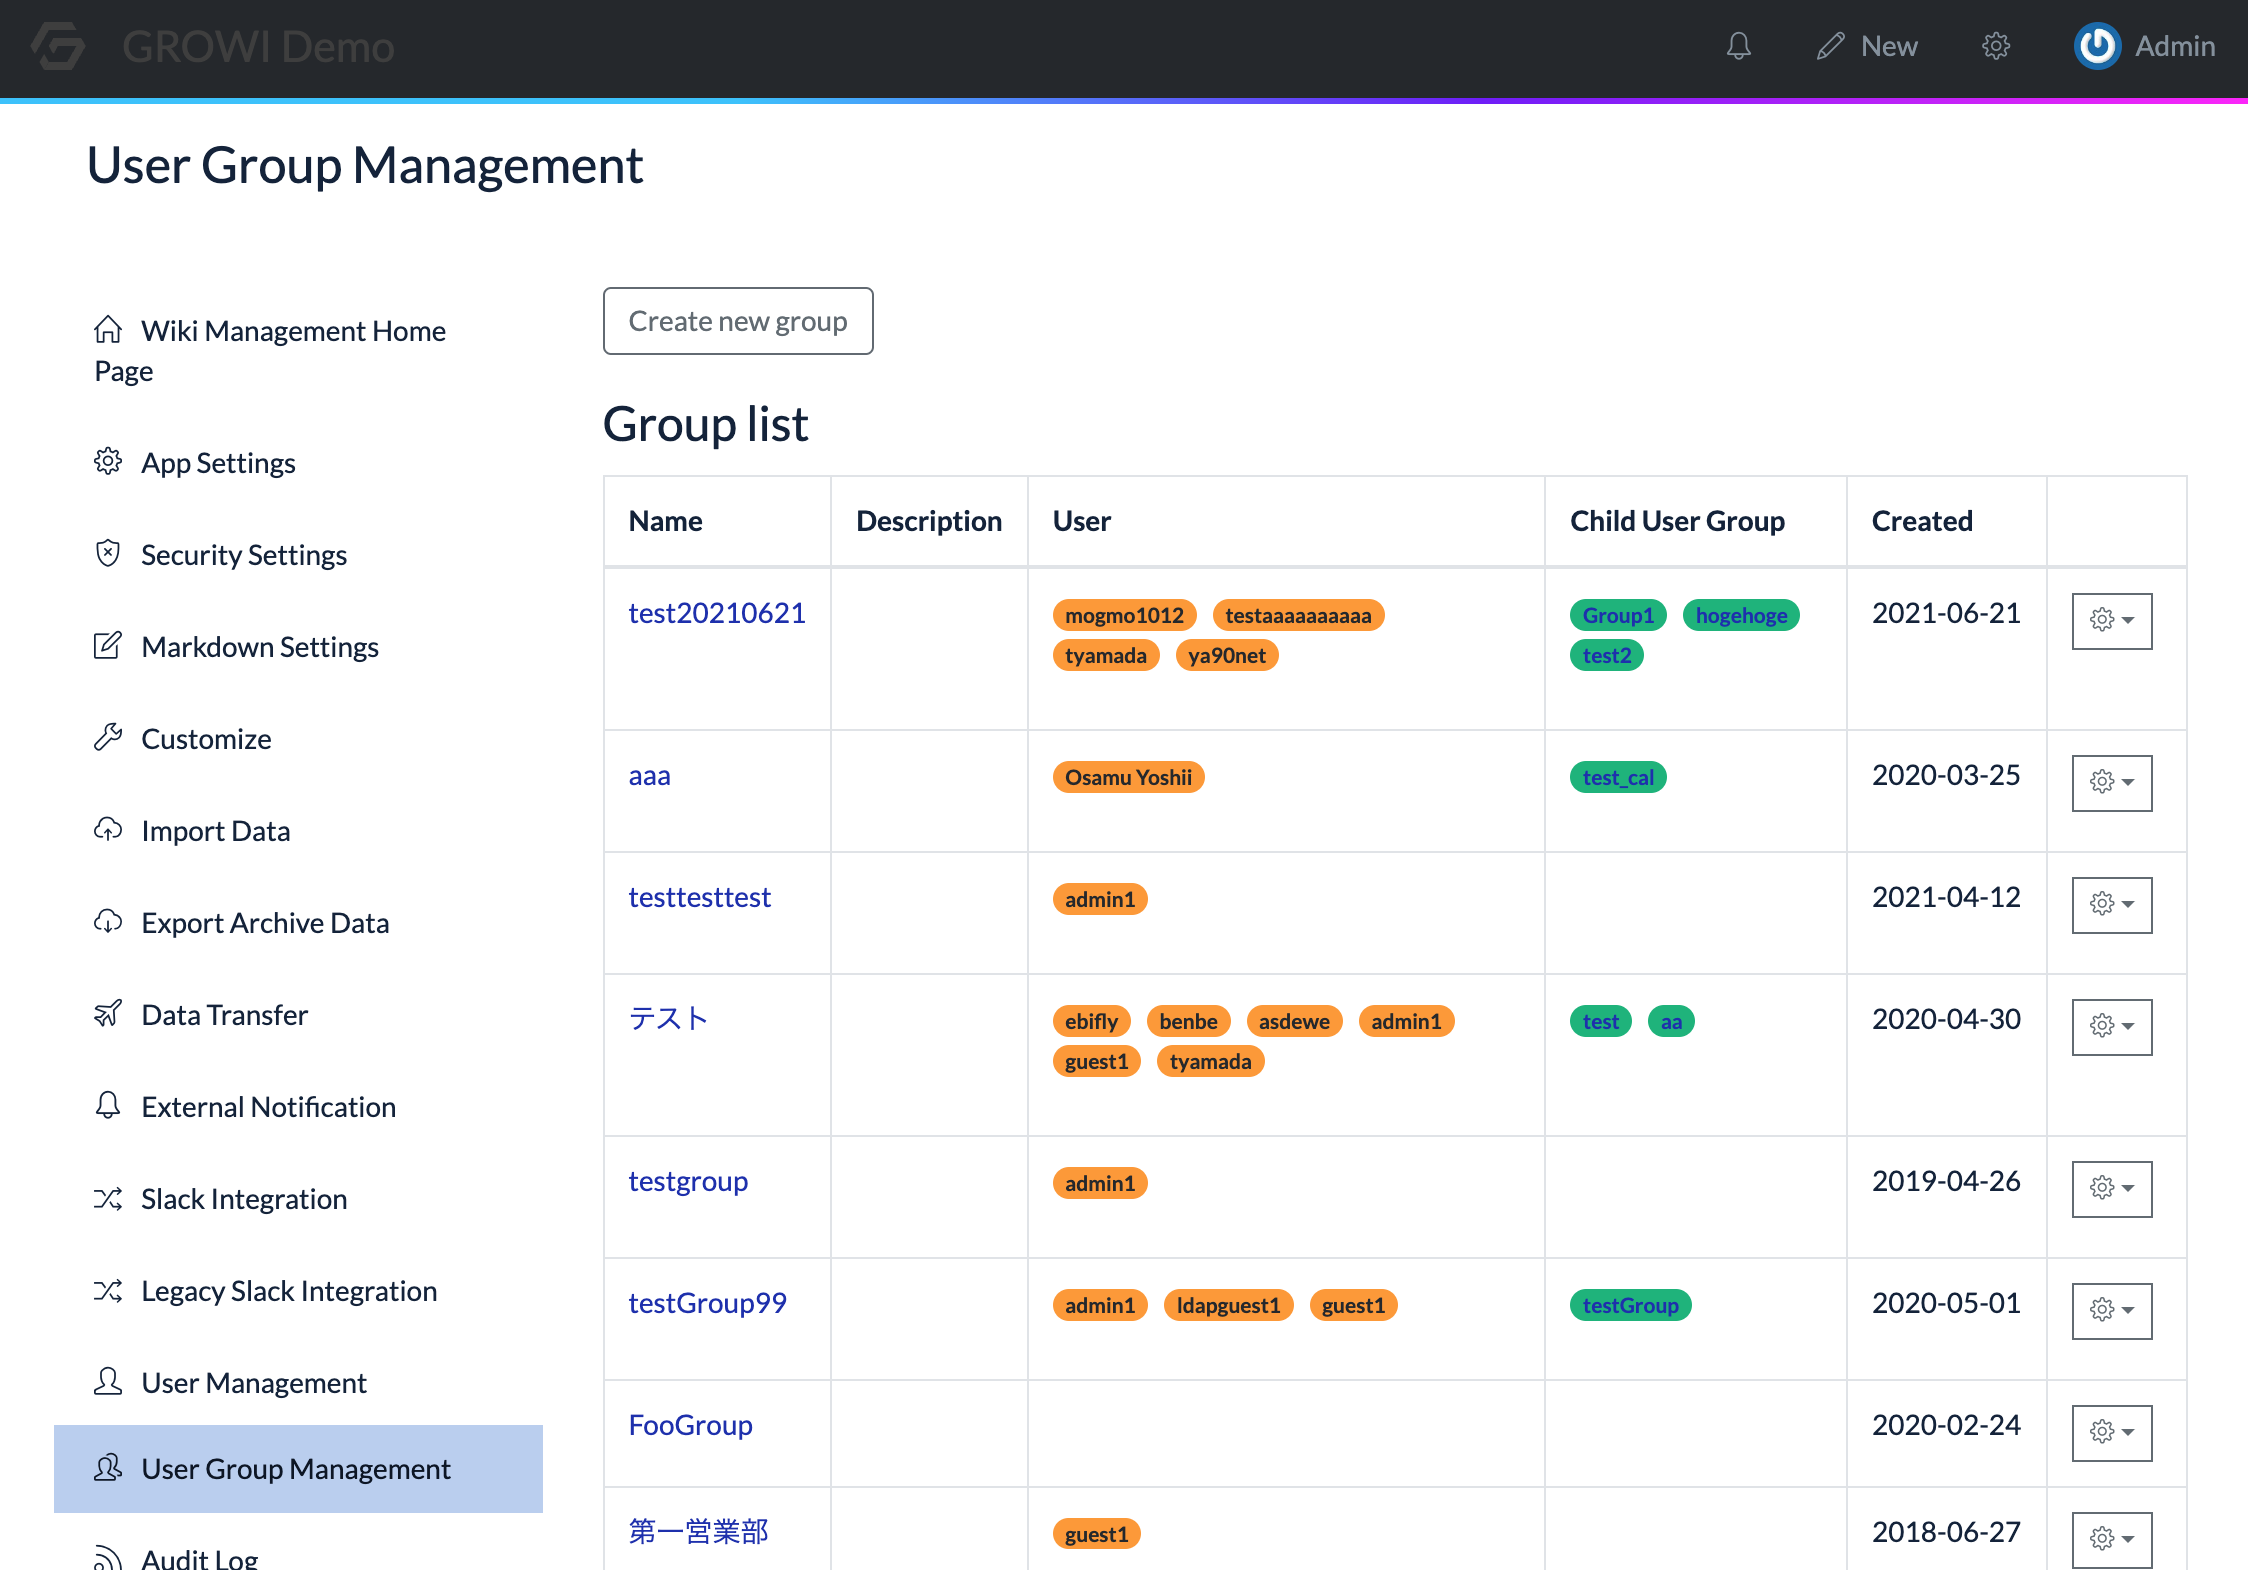 GROWI Demo
New
Admin
User Group Management
Wiki Management Home
Page
App Settings
Security Settings
Markdown Settings
Customize
Import Data
Export Archive Data
Data Transfer
External Notification
Slack Integration
Legacy Slack Integration
User Management
User Group Management
Audit Log
Create new group
Group list
Name Description User Child User Group Created
test20210621 mogmo1012 testaaaaaaaaaa Group1 hogehoge 2021-06-21
tyamada ya90net test2
aaa Osamu Yoshii test_cal 2020-03-25
testtesttest admin1 2021-04-12
テスト ebifly benbe asdewe admin1 test aa 2020-04-30
guest1 tyamada
testgroup admin1 2019-04-26
testGroup99 admin1 ldapguest1 guest1 testGroup 2020-05-01
FooGroup 2020-02-24
第一営業部 guest1 2018-06-27